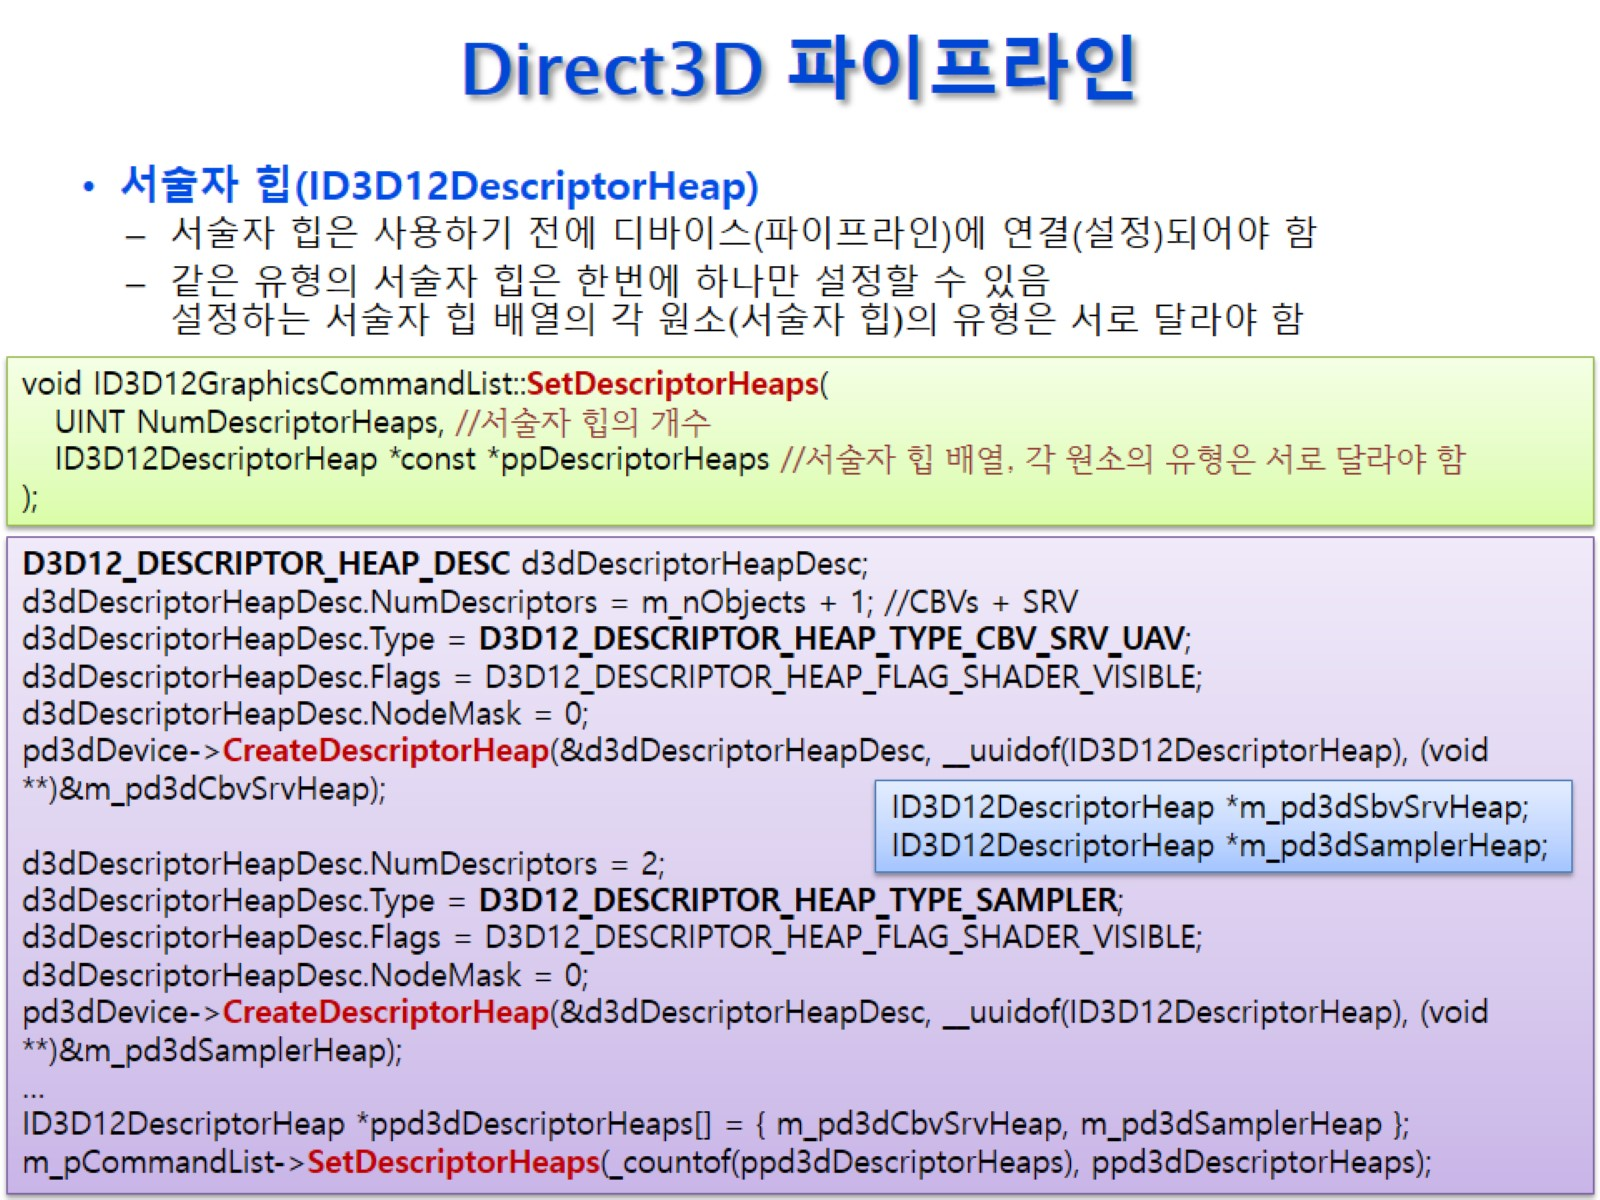 Direct3D 파이프라인
• 서술자 힙(ID3D12DescriptorHeap)
– 서술자 힙은 사용하기 전에 디바이스(파이프라인)에 연결(설정)되어야 함
– 같은 유형의 서술자 힙은 한번에 하나만 설정할 수 있음
설정하는 서술자 힙 배열의 각 원소(서술자 힙)의 유형은 서로 달라야 함
void ID3D12GraphicsCommandList::SetDescriptorHeaps(
UINT NumDescriptorHeaps, //서술자 힙의 개수
ID3D12DescriptorHeap *const *ppDescriptorHeaps //서술자 힙 배열, 각 원소의 유형은 서로 달라야 함
);
D3D12_DESCRIPTOR_HEAP_DESC d3dDescriptorHeapDesc;
d3dDescriptorHeapDesc.NumDescriptors = m_nObjects + 1; //CBVs + SRV
d3dDescriptorHeapDesc.Type = D3D12_DESCRIPTOR_HEAP_TYPE_CBV_SRV_UAV;
d3dDescriptorHeapDesc.Flags = D3D12_DESCRIPTOR_HEAP_FLAG_SHADER_VISIBLE;
d3dDescriptorHeapDesc.NodeMask = 0;
pd3dDevice->CreateDescriptorHeap(&d3dDescriptorHeapDesc, __uuidof(ID3D12DescriptorHeap), (void
**)&m_pd3dCbvSrvHeap);
ID3D12DescriptorHeap *m_pd3dSbvSrvHeap;
ID3D12DescriptorHeap *m_pd3dSamplerHeap;
d3dDescriptorHeapDesc.NumDescriptors = 2;
d3dDescriptorHeapDesc.Type = D3D12_DESCRIPTOR_HEAP_TYPE_SAMPLER;
d3dDescriptorHeapDesc.Flags = D3D12_DESCRIPTOR_HEAP_FLAG_SHADER_VISIBLE;
d3dDescriptorHeapDesc.NodeMask = 0;
pd3dDevice->CreateDescriptorHeap(&d3dDescriptorHeapDesc, __uuidof(ID3D12DescriptorHeap), (void
**)&m_pd3dSamplerHeap);
...
ID3D12DescriptorHeap *ppd3dDescriptorHeaps[] = { m_pd3dCbvSrvHeap, m_pd3dSamplerHeap };
m_pCommandList->SetDescriptorHeaps(_countof(ppd3dDescriptorHeaps), ppd3dDescriptorHeaps);